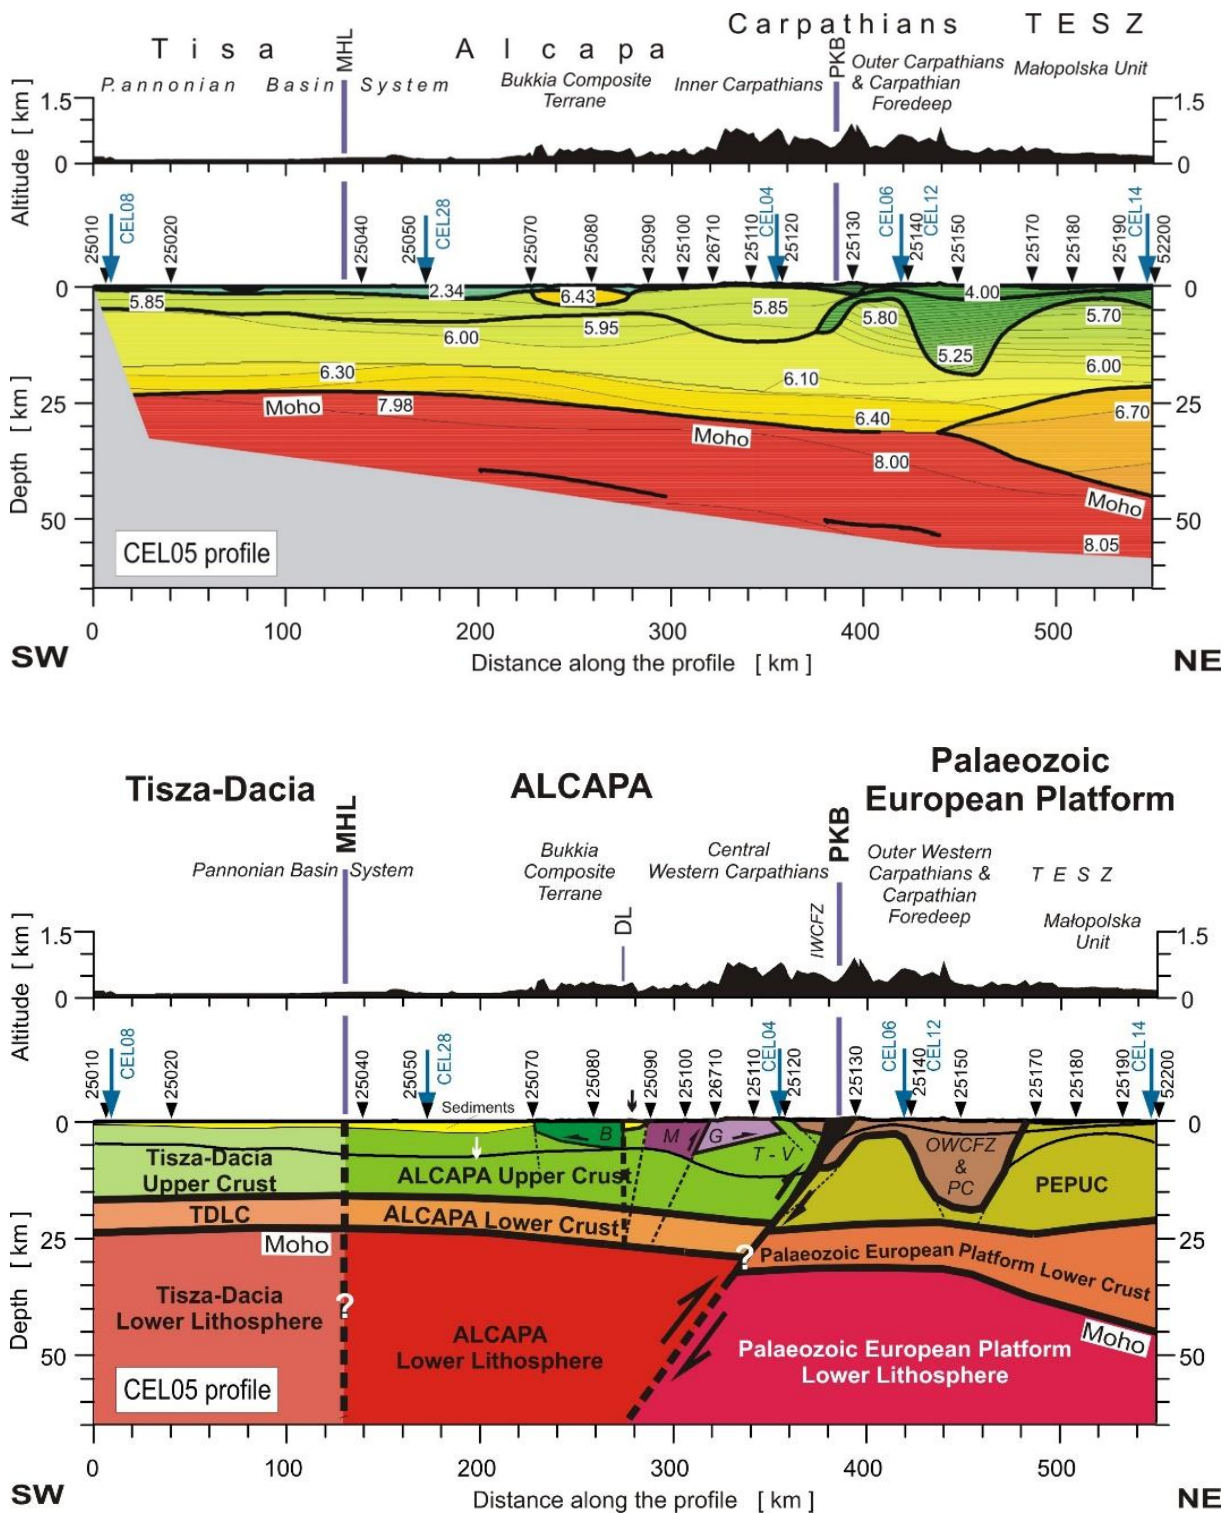 Tisa
MHL
Alcapa
Carpathians
TESZ
P.annonian Basin System
Bukkia Composite
Terrane
Inner Carpathians
PKB
Outer Carpathians
& Carpathian
Foredeep
Małopolska Unit
Altitude [ km ]
1.5
0
1.5
0
25010
CEL08
25020
25040
25050
CEL28
25070
25080
25090
25100
26710
25110
CEL04
25120
25130
CEL06
25140
CEL12
25150
25170
25180
25190
CEL14
52200
Depth [ km ]
0
25
50
0
25
50
5.85
2.34
6.43
5.85
5.80
4.00
5.70
6.00
5.95
5.25
6.00
6.30
6.10
6.40
6.70
Moho
7.98
Moho
8.00
Moho
8.05
CEL05 profile
0
100
200
300
400
500
SW
Distance along the profile [ km ]
NE
Tisza-Dacia
ALCAPA
Palaeozoic
European Platform
MHL
PKB
Pannonian Basin System
Bukkia
Composite
Terrane
Central
Western Carpathians
Outer Western
Carpathians &
Carpathian
Foredeep
TESZ
Małopolska
Unit
DL
IWCFZ
Altitude [ km ]
1.5
0
1.5
0
25010
CEL08
25020
25040
25050
CEL28
25070
25080
25090
25100
26710
25110
CEL04
25120
25130
CEL06
25140
CEL12
25150
25170
25180
25190
CEL14
52200
Sediments
Depth [ km ]
0
25
50
0
25
50
B
M
G
T - V
OWCFZ
&
PC
Tisza-Dacia
Upper Crust
ALCAPA Upper Crust
PEPUC
TDLC
ALCAPA Lower Crust
Moho
?
Palaeozoic European Platform Lower Crust
Tisza-Dacia
Lower Lithosphere
?
ALCAPA
Lower Lithosphere
Palaeozoic European Platform
Lower Lithosphere
Moho
CEL05 profile
0
100
200
300
400
500
SW
Distance along the profile [ km ]
NE